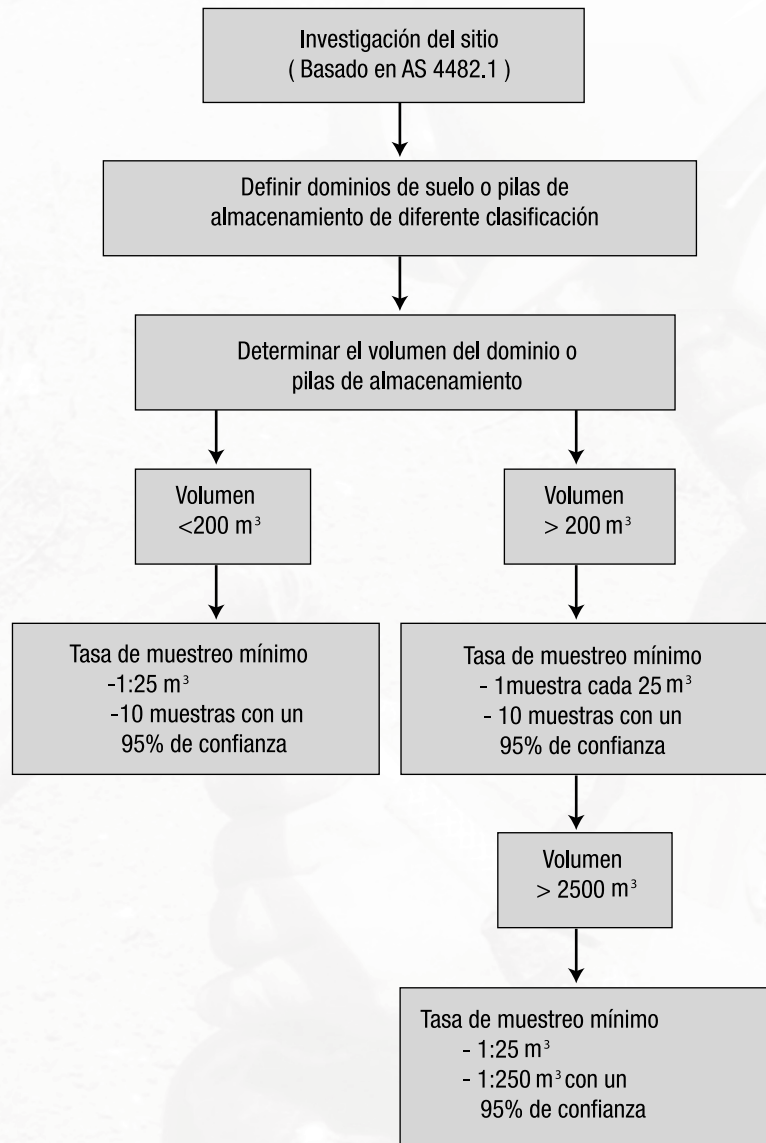 Investigación del sitio
( Basado en AS 4482.1 )
Definir dominios de suelo o pilas de
almacenamiento de diferente clasificación
Determinar el volumen del dominio o
pilas de almacenamiento
Volumen
<200 m³
Volumen
> 200 m³
Tasa de muestreo mínimo
-1:25 m³
-10 muestras con un
95% de confianza
Tasa de muestreo mínimo
- 1muestra cada 25 m³
- 10 muestras con un
95% de confianza
Volumen
> 2500 m³
Tasa de muestreo mínimo
- 1:25 m³
- 1:250 m³ con un
95% de confianza